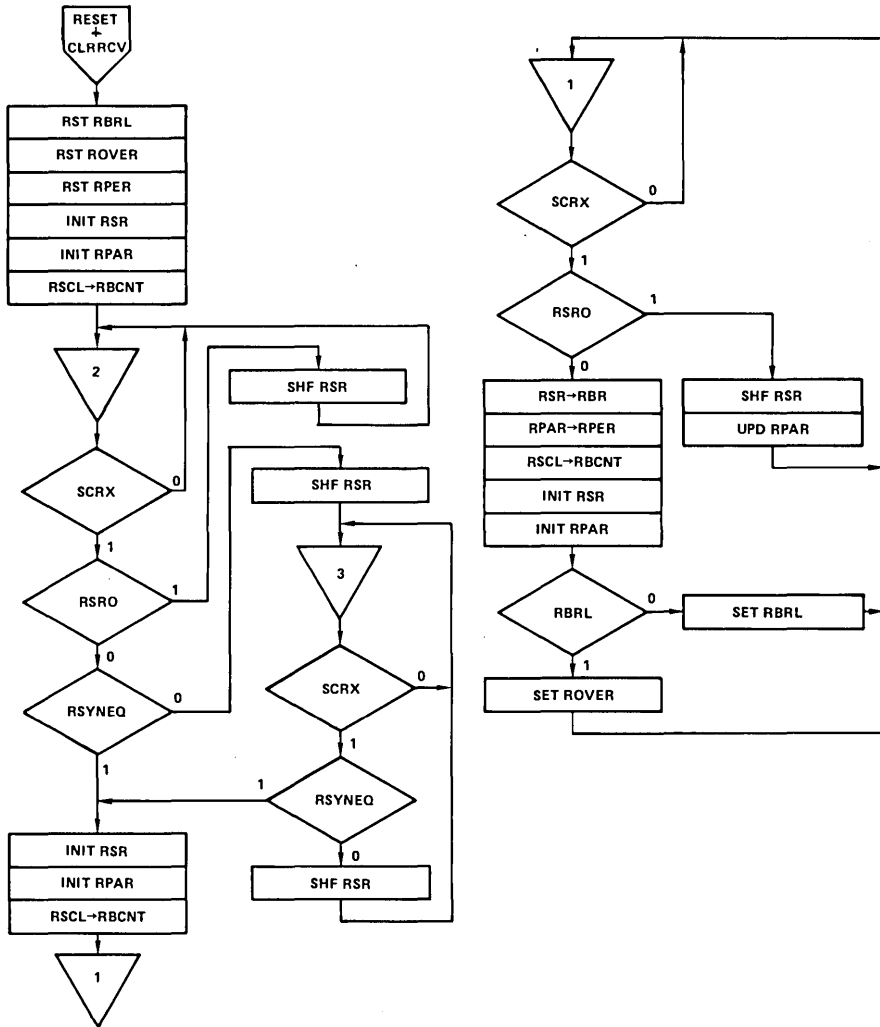 RESET
+
CLRRCV
RST RBRL
RST ROVER
RST RPER
INIT RSR
INIT RPAR
RSCL→RBCNT
2
SHF RSR
SCRX
0
1
SHF RSR
RSRO
1
0
3
RSYNEQ
0
1
SCRX
0
1
RSYNEQ
1
0
SHF RSR
INIT RSR
INIT RPAR
RSCL→RBCNT
1
1
SCRX
0
1
RSRO
1
0
RSR→RBR
RPAR→RPER
RSCL→RBCNT
INIT RSR
INIT RPAR
SHF RSR
UPD RPAR
RBRL
0
SET RBRL
1
SET ROVER